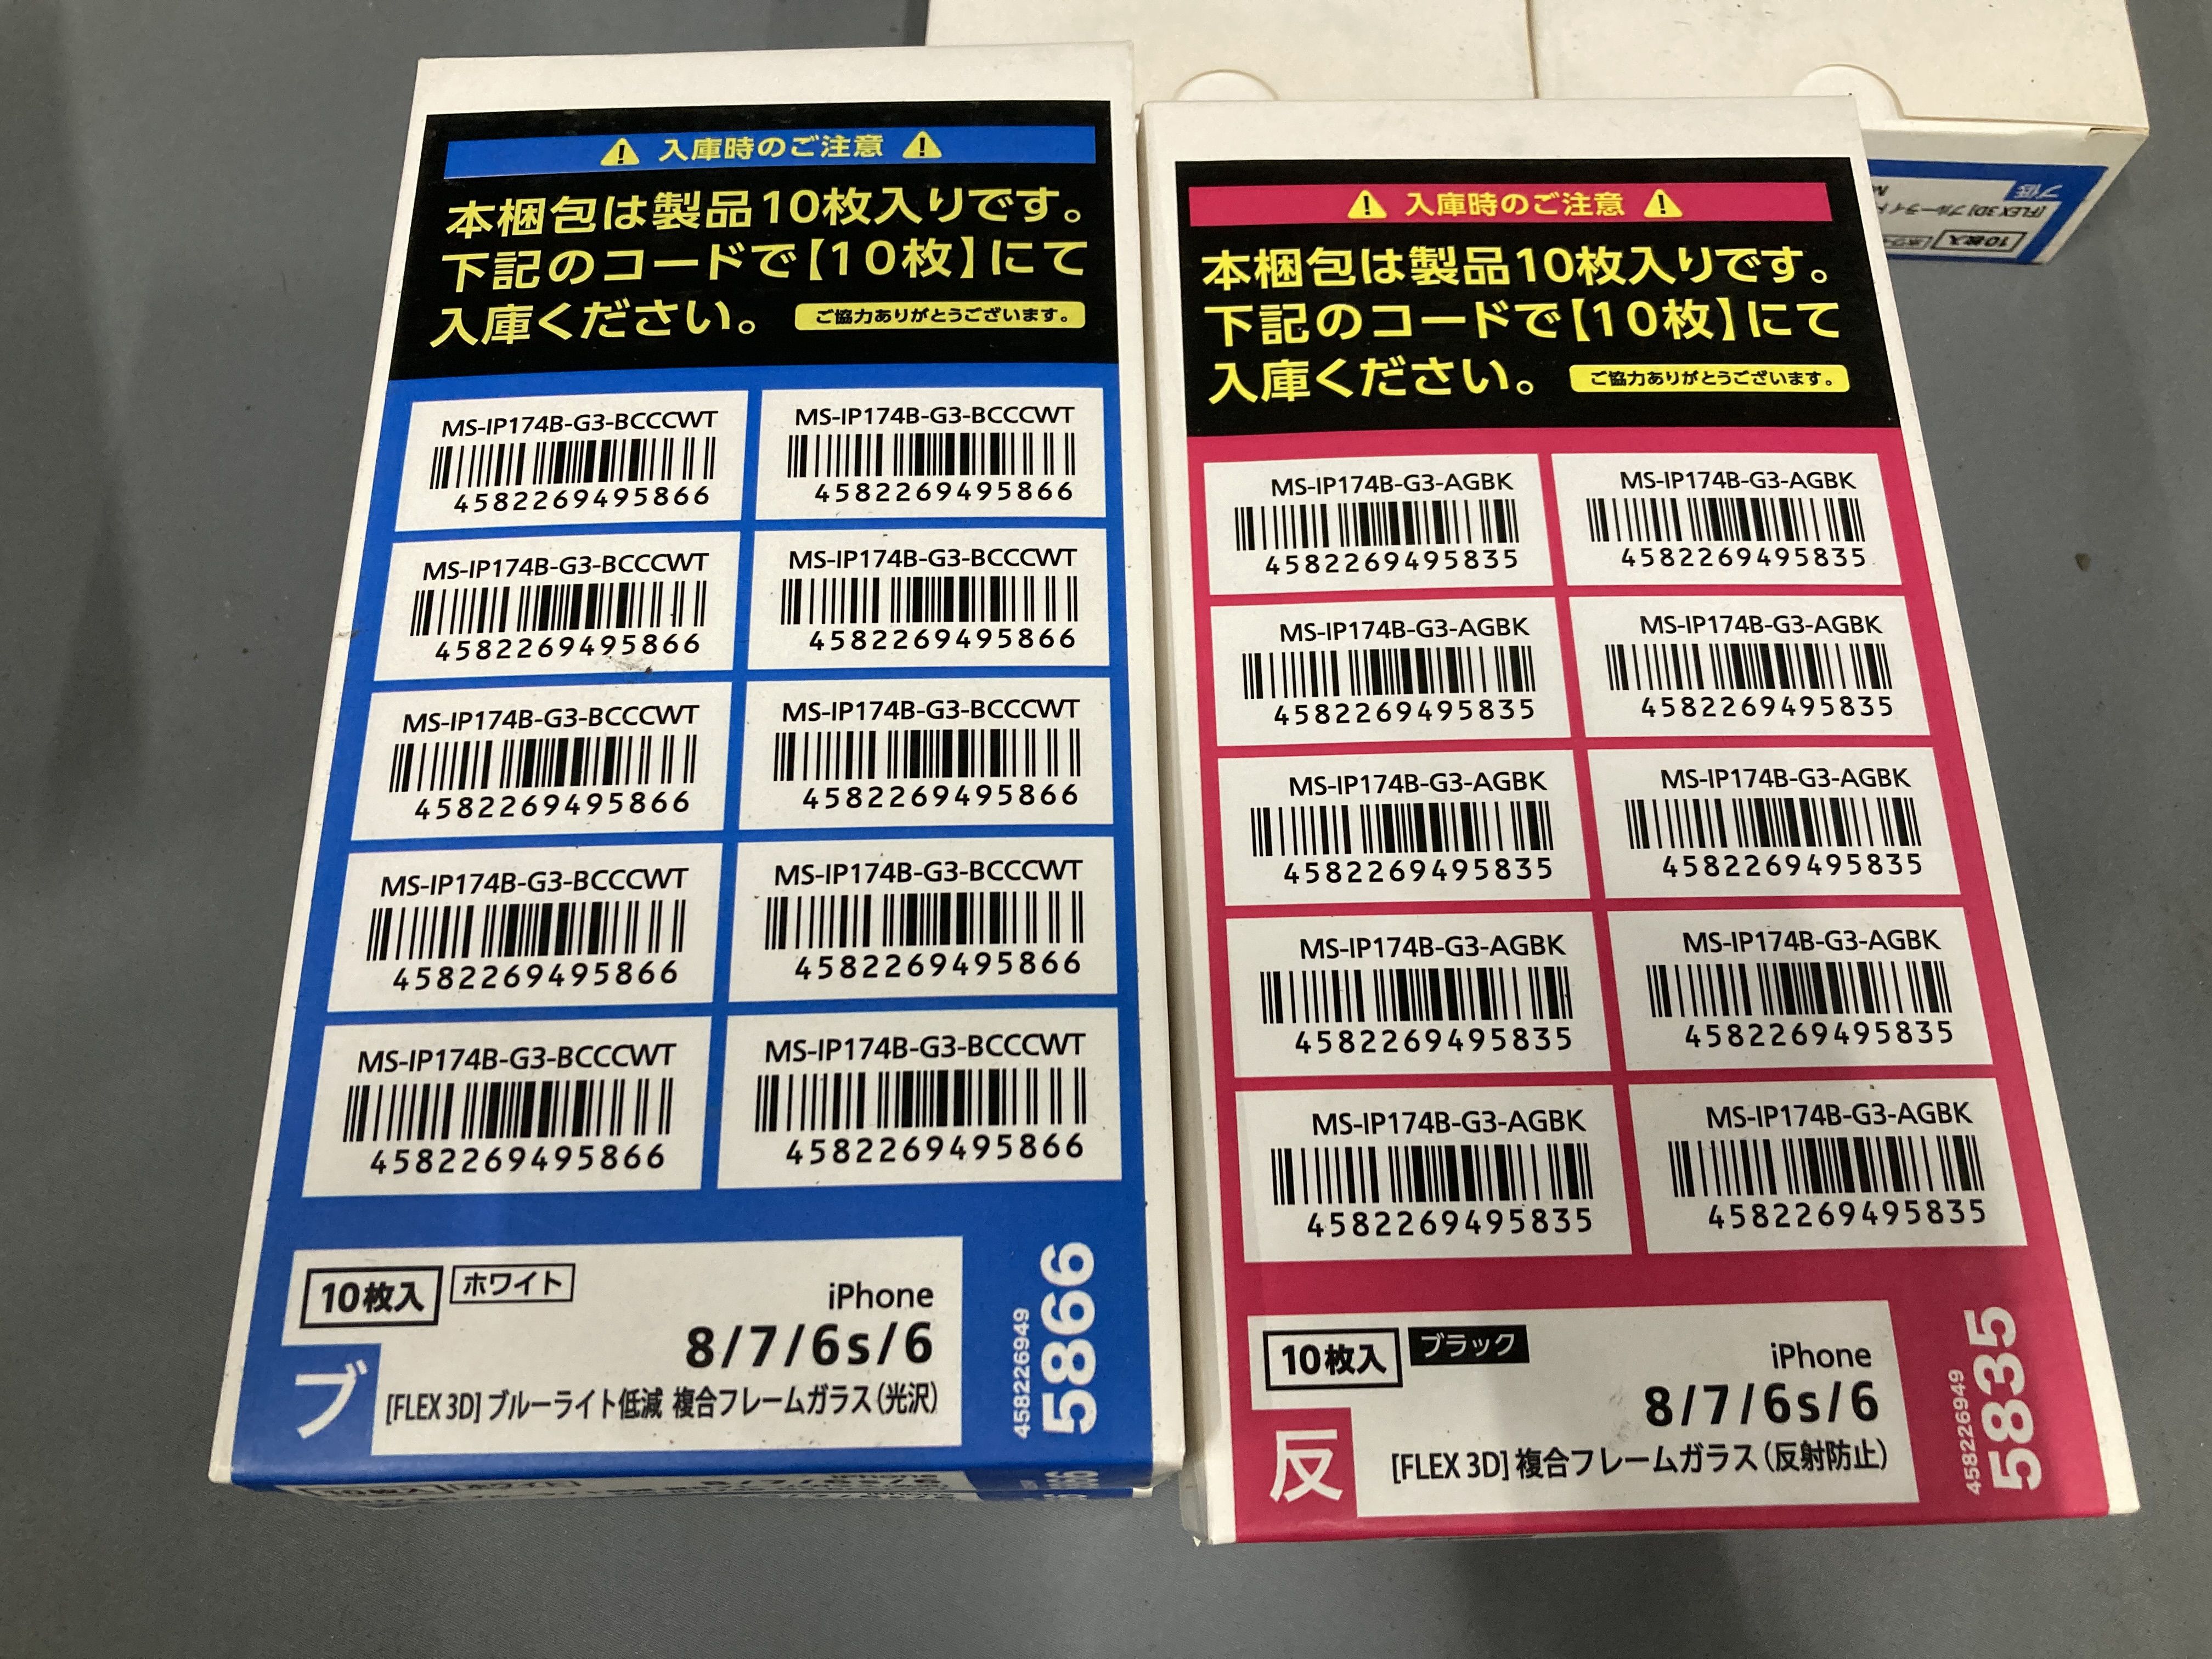 入庫時のご注意
本梱包は製品10枚入りです。
下記のコードで【10枚】にて
入庫ください。 ご協力ありがとうございます。
MS-IP174B-G3-BCCCWT
4582269495866
MS-IP174B-G3-BCCCWT
4582269495866
MS-IP174B-G3-BCCCWT
4582269495866
MS-IP174B-G3-BCCCWT
4582269495866
MS-IP174B-G3-BCCCWT
4582269495866
MS-IP174B-G3-BCCCWT
4582269495866
MS-IP174B-G3-BCCCWT
4582269495866
MS-IP174B-G3-BCCCWT
4582269495866
MS-IP174B-G3-BCCCWT
4582269495866
MS-IP174B-G3-BCCCWT
4582269495866
10枚入 ホワイト
iPhone
8/7/6s/6
ブ
[FLEX 3D] ブルーライト低減 複合フレームガラス(光沢)
458226949
5866
入庫時のご注意
本梱包は製品10枚入りです。
下記のコードで【10枚】にて
入庫ください。 ご協力ありがとうございます。
MS-IP174B-G3-AGBK
4582269495835
MS-IP174B-G3-AGBK
4582269495835
MS-IP174B-G3-AGBK
4582269495835
MS-IP174B-G3-AGBK
4582269495835
MS-IP174B-G3-AGBK
4582269495835
MS-IP174B-G3-AGBK
4582269495835
MS-IP174B-G3-AGBK
4582269495835
MS-IP174B-G3-AGBK
4582269495835
MS-IP174B-G3-AGBK
4582269495835
MS-IP174B-G3-AGBK
4582269495835
10枚入 ブラック
iPhone
8/7/6s/6
反
[FLEX 3D] 複合フレームガラス(反射防止)
458226949
5835
10枚入
[FLEX 3D] ブルーライト